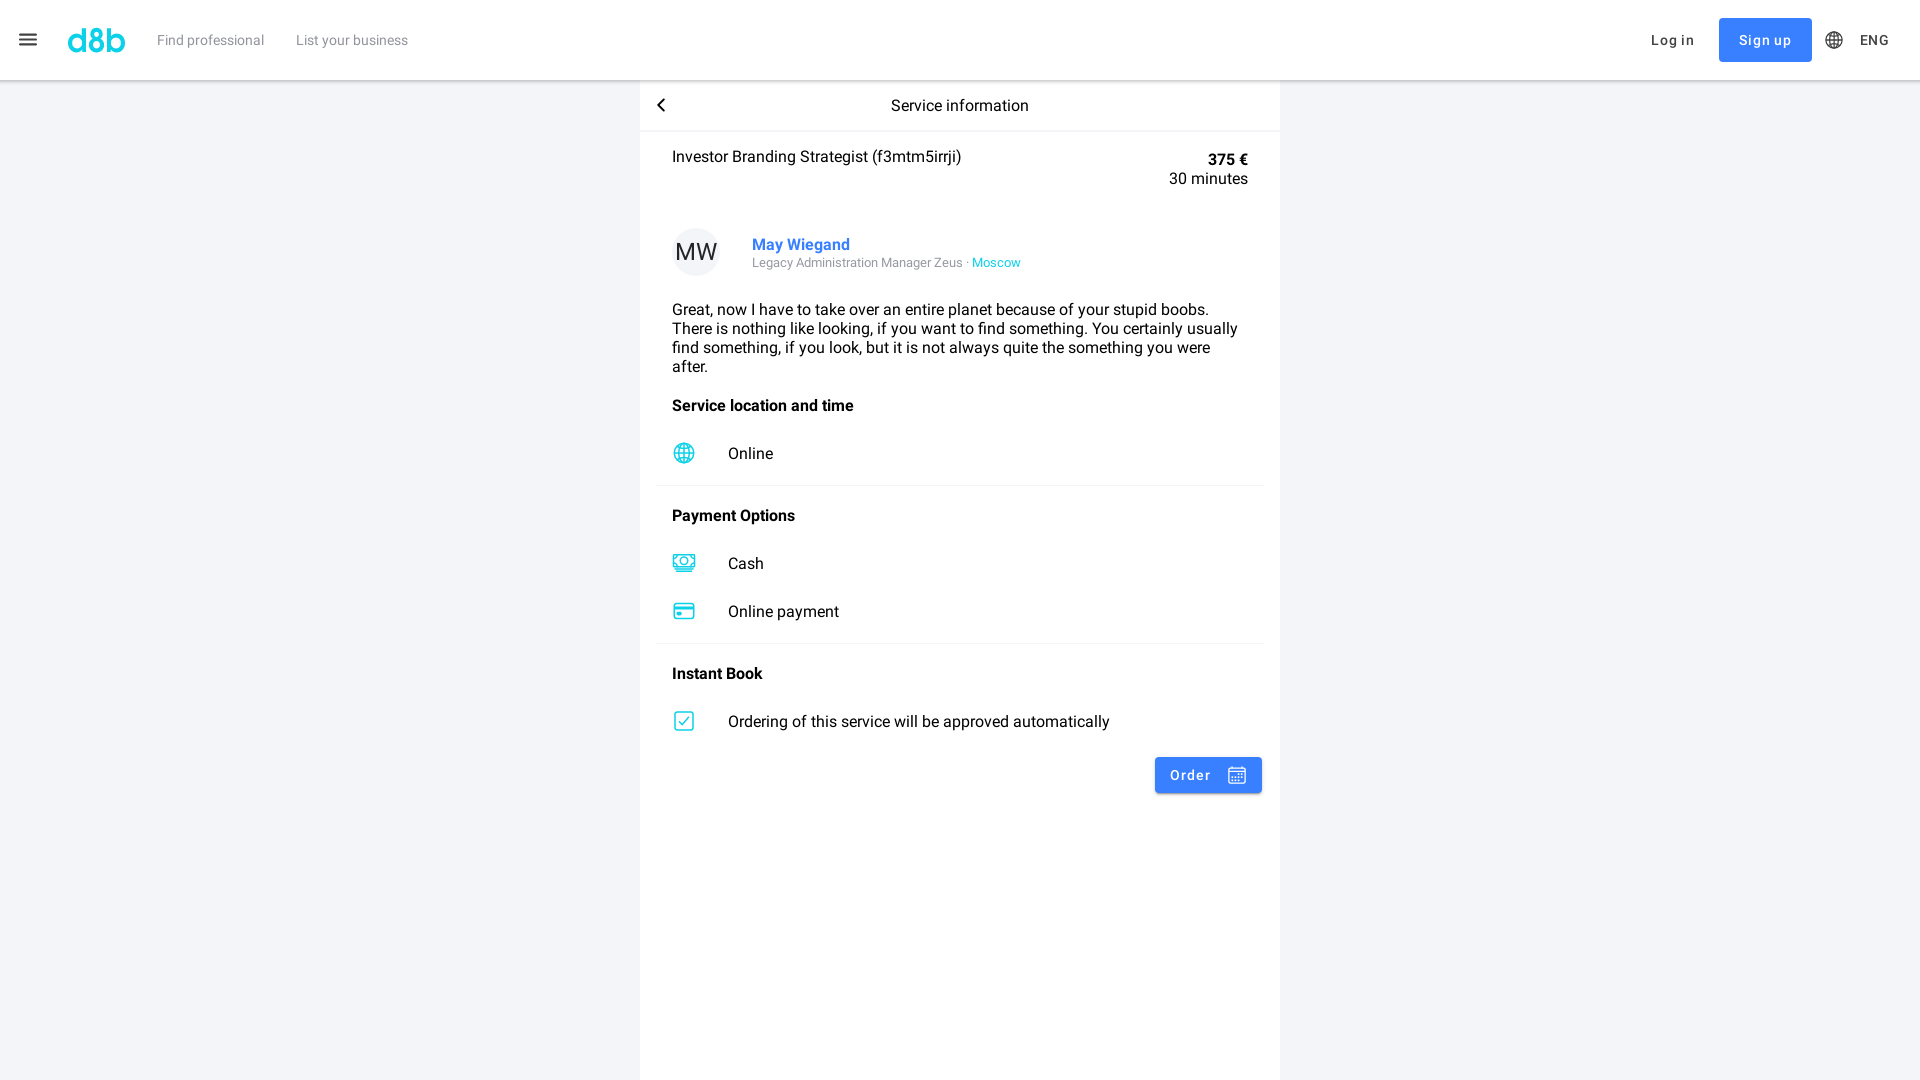 d8b
Find professional
List your business
Log in
Sign up
ENG
Service information
Investor Branding Strategist (f3mtm5irrji)
375 €
30 minutes
MW
May Wiegand
Legacy Administration Manager Zeus · Moscow
Great, now I have to take over an entire planet because of your stupid boobs.
There is nothing like looking, if you want to find something. You certainly usually
find something, if you look, but it is not always quite the something you were
after.
Service location and time
Online
Payment Options
Cash
Online payment
Instant Book
Ordering of this service will be approved automatically
Order